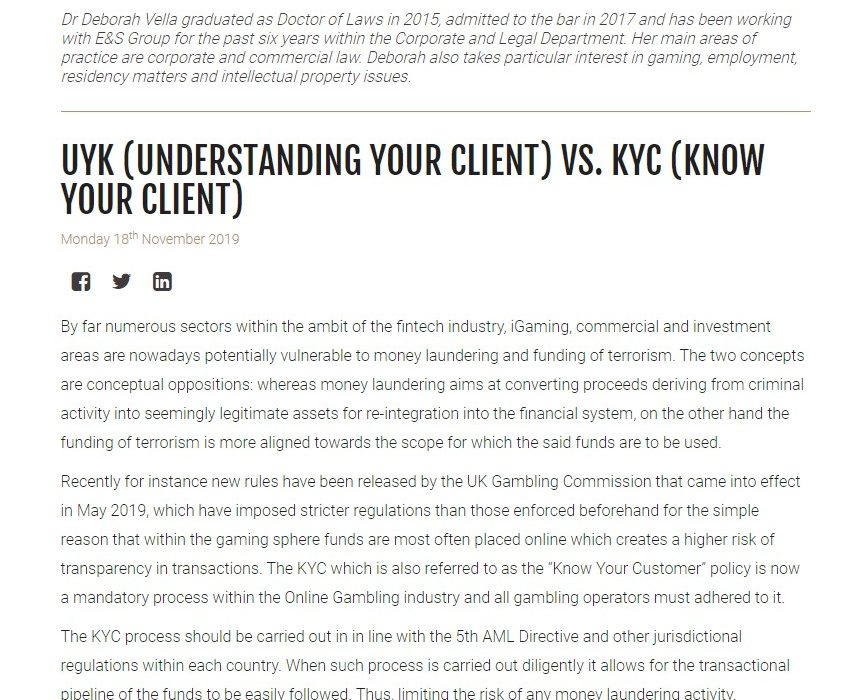 Dr Deborah Vella graduated as Doctor of Laws in 2015, admitted to the bar in 2017 and has been working
with E&S Group for the past six years within the Corporate and Legal Department. Her main areas of
practice are corporate and commercial law. Deborah also takes particular interest in gaming, employment,
residency matters and intellectual property issues.
UYK (UNDERSTANDING YOUR CLIENT) VS. KYC (KNOW
YOUR CLIENT)
Monday 18th November 2019
By far numerous sectors within the ambit of the fintech industry, iGaming, commercial and investment
areas are nowadays potentially vulnerable to money laundering and funding of terrorism. The two concepts
are conceptual oppositions: whereas money laundering aims at converting proceeds deriving from criminal
activity into seemingly legitimate assets for re-integration into the financial system, on the other hand the
funding of terrorism is more aligned towards the scope for which the said funds are to be used.
Recently for instance new rules have been released by the UK Gambling Commission that came into effect
in May 2019, which have imposed stricter regulations than those enforced beforehand for the simple
reason that within the gaming sphere funds are most often placed online which creates a higher risk of
transparency in transactions. The KYC which is also referred to as the “Know Your Customer” policy is now
a mandatory process within the Online Gambling industry and all gambling operators must adhered to it.
The KYC process should be carried out in in line with the 5th AML Directive and other jurisdictional
regulations within each country. When such process is carried out diligently it allows for the transactional
pipeline of the funds to be easily followed. Thus, limiting the risk of any money laundering activity.